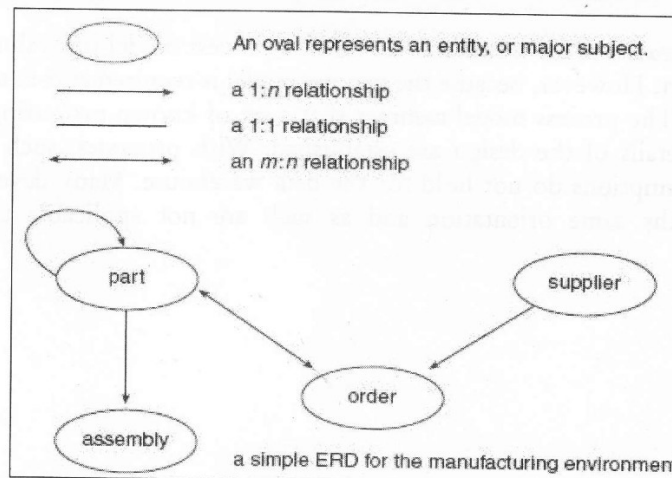 An oval represents an entity, or major subject.
a 1:n relationship
a 1:1 relationship
an m:n relationship
part
supplier
order
assembly
a simple ERD for the manufacturing environment